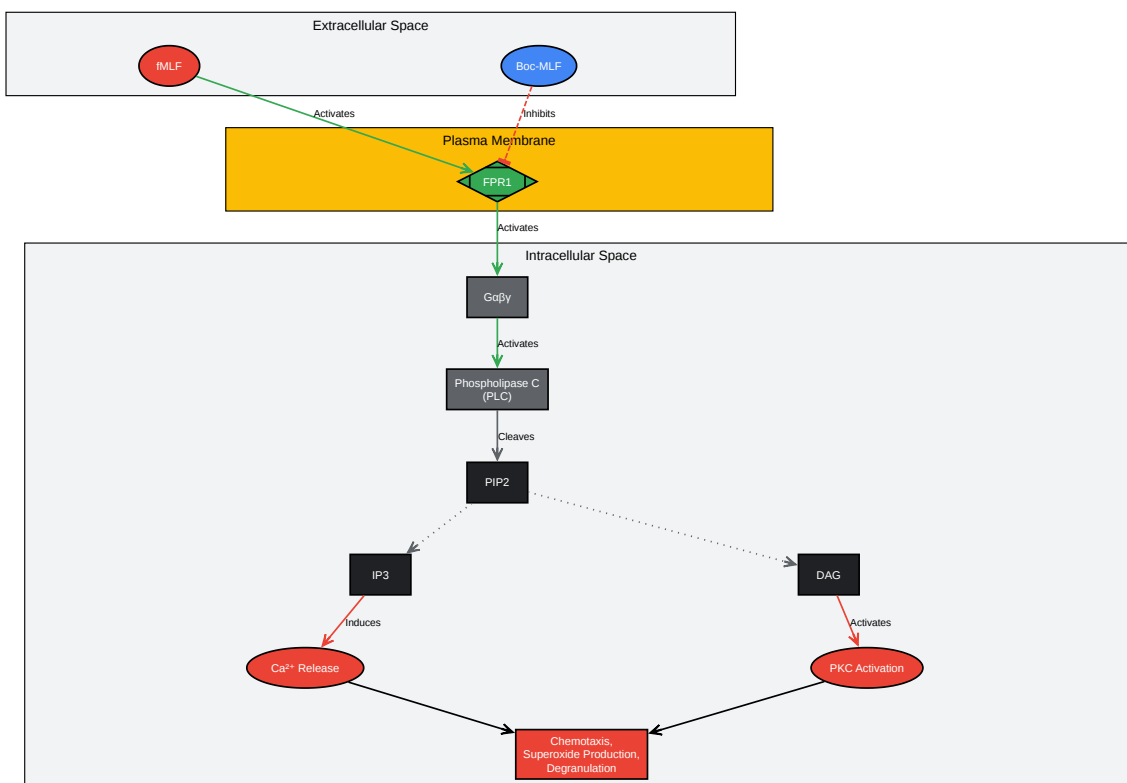 Extracellular Space
fMLF
Boc-MLF
Activates
Inhibits
Plasma Membrane
FPR1
Activates
Intracellular Space
Gαβγ
Activates
Phospholipase C
(PLC)
Cleaves
PIP2
IP3
DAG
Induces
Activates
Ca²⁺ Release
PKC Activation
Chemotaxis,
Superoxide Production,
Degranulation